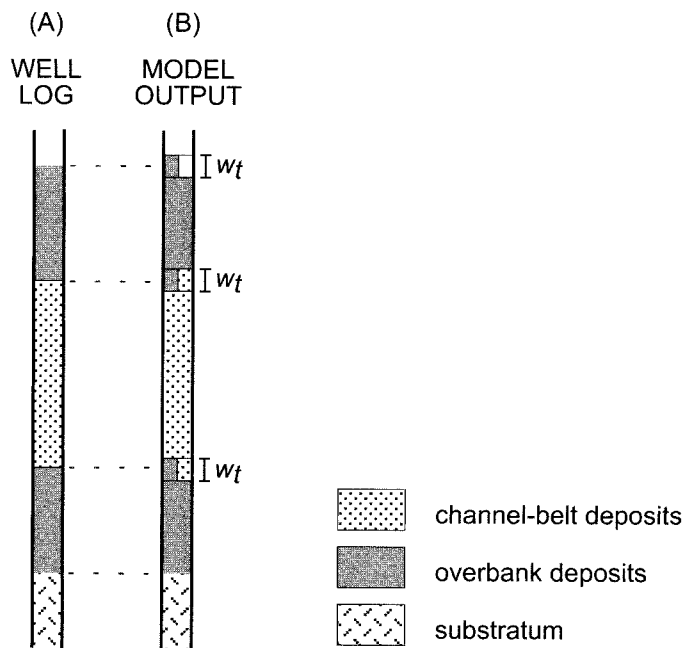 (A)
(B)
WELL
LOG
MODEL
OUTPUT
wt
wt
wt
channel-belt deposits
overbank deposits
substratum